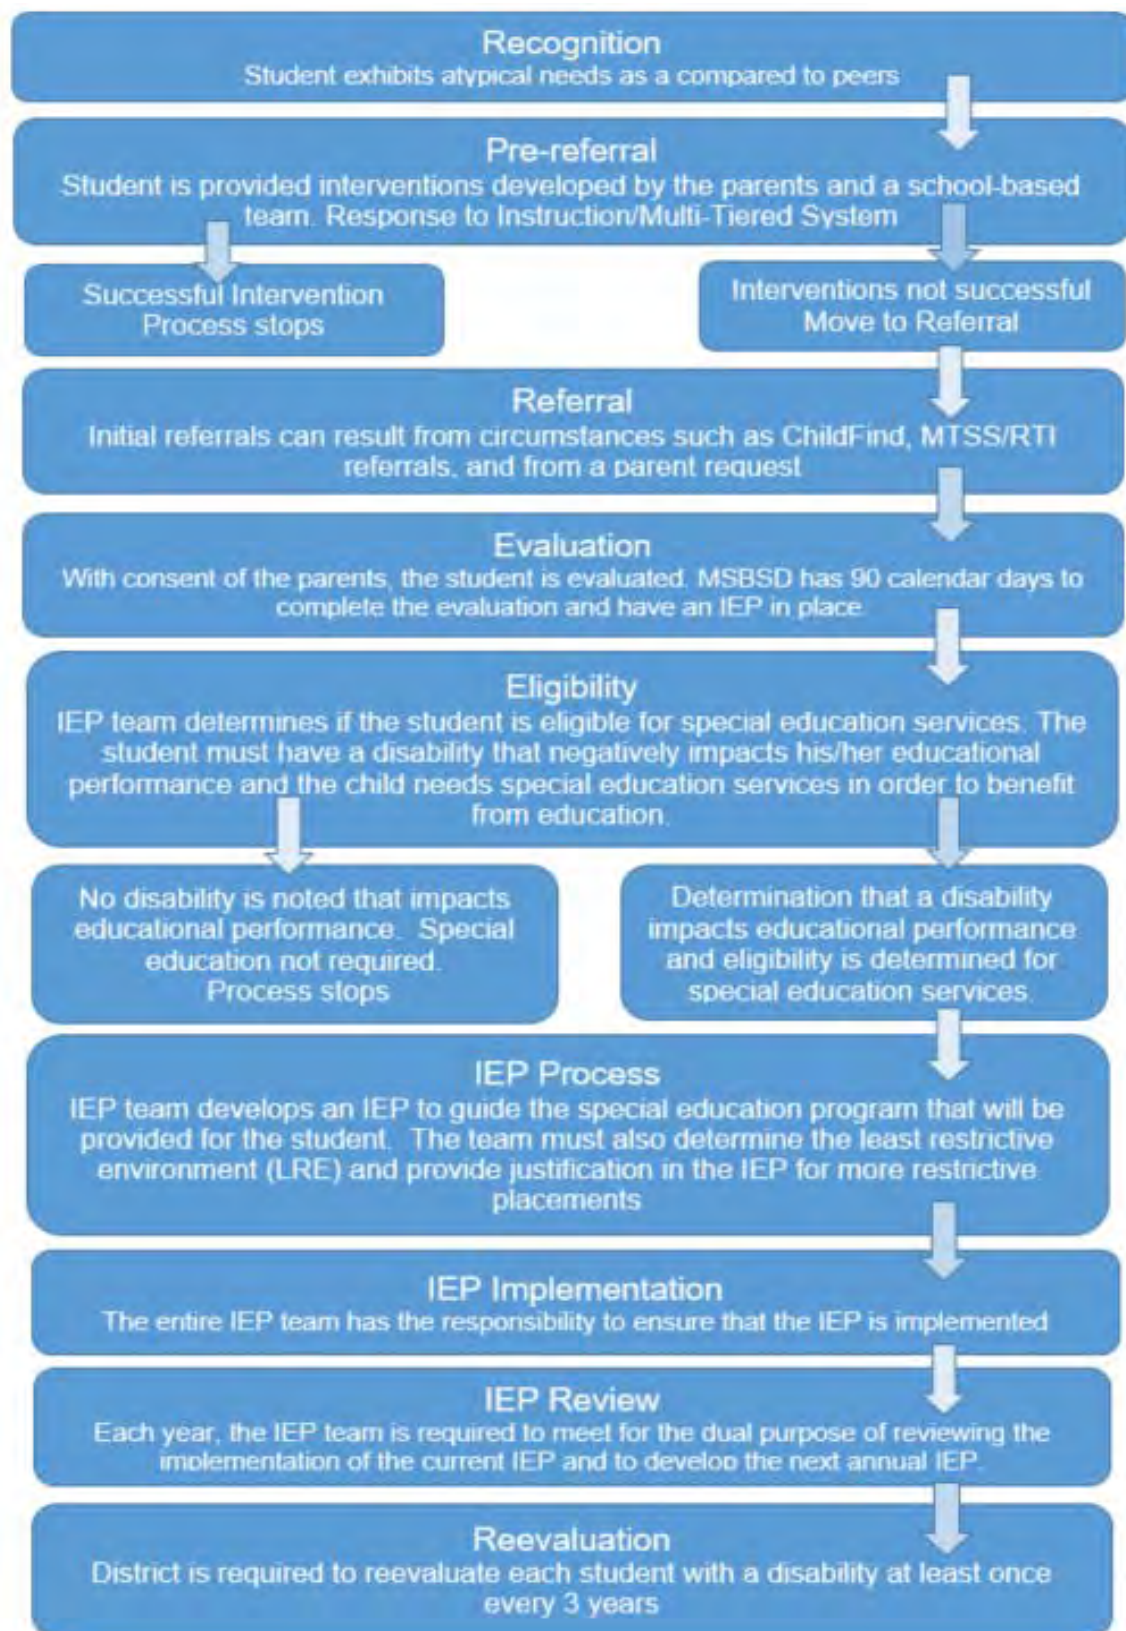 Recognition
Student exhibits atypical needs as a compared to peers
Pre-referral
Student is provided interventions developed by the parents and a school-based
team. Response to Instruction/Multi-Tiered System
Successful Intervention
Process stops
Interventions not successful
Move to Referral
Referral
Initial referrals can result from circumstances such as ChildFind, MTSS/RTI
referrals, and from a parent request
Evaluation
With consent of the parents, the student is evaluated. MSBSD has 90 calendar days to
complete the evaluation and have an IEP in place.
Eligibility
IEP team determines if the student is eligible for special education services. The
student must have a disability that negatively impacts his/her educational
performance and the child needs special education services in order to benefit
from education.
No disability is noted that impacts
educational performance. Special
education not required.
Process stops
Determination that a disability
impacts educational performance
and eligibility is determined for
special education services.
IEP Process
IEP team develops an IEP to guide the special education program that will be
provided for the student. The team must also determine the least restrictive
environment (LRE) and provide justification in the IEP for more restrictive
placements
IEP Implementation
The entire IEP team has the responsibility to ensure that the IEP is implemented
IEP Review
Each year, the IEP team is required to meet for the dual purpose of reviewing the
implementation of the current IEP and to develop the next annual IEP.
Reevaluation
District is required to reevaluate each student with a disability at least once
every 3 years